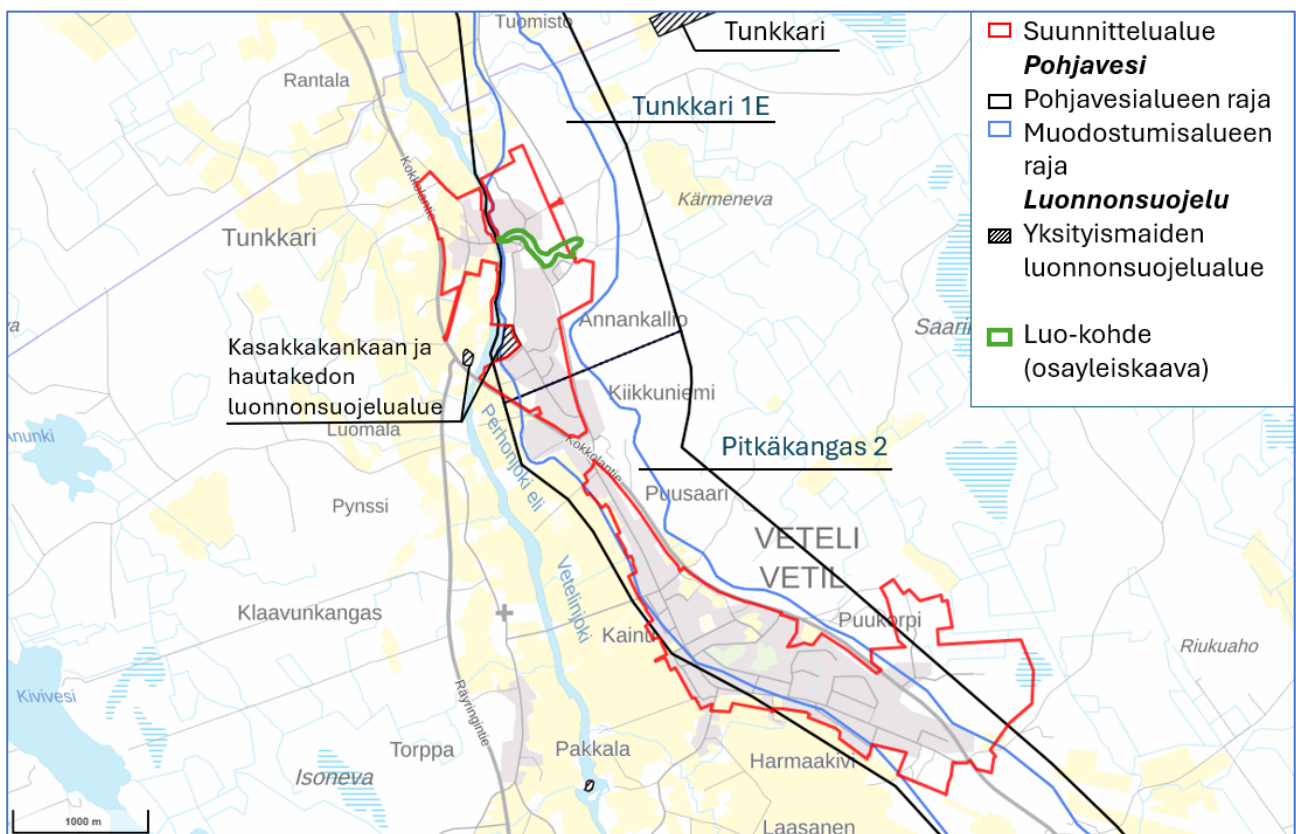 Tuomisto
Tunkkari
Rantala
Tunkkari 1E
Kokkolantie
Kärmeneva
Tunkkari
Annankallio
Saarin
Kasakkakankaan ja
hautakedon
luonnonsuojelualue
Kiikkuniemi
Luomala
Anunki
Perhonjoki eli
Kokkolantie
Pitkäkangas 2
Puusaari
Pynssi
VETELI
VETIL
Vetelinjoki
Klaavunkangas
Kainu
Puukorpi
Riukuaho
Kivivesi
Räyringintie
Torppa
Pakkala
Isoneva
Harmaakivi
Laasanen
1000 m
Suunnittelualue
Pohjavesi
Pohjavesialueen raja
Muodostumisalueen
raja
Luonnonsuojelu
Yksityismaiden
luonnonsuojelualue
Luo-kohde
(osayleiskaava)